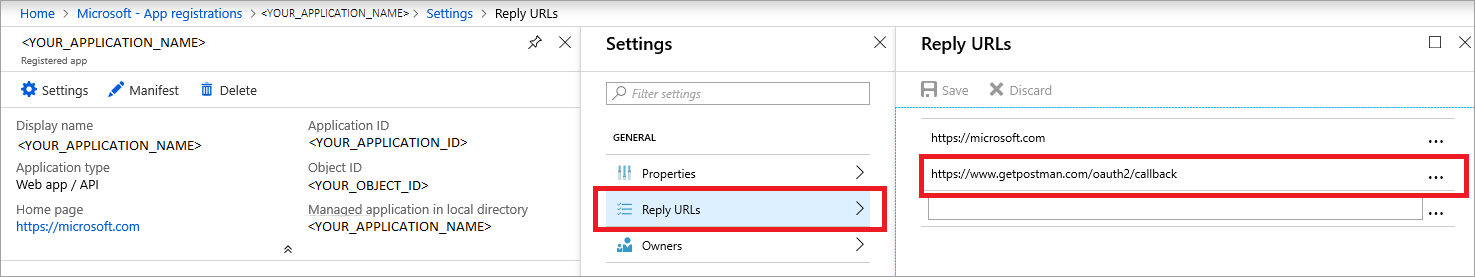 Home > Microsoft - App registrations > <YOUR_APPLICATION_NAME> > Settings > Reply URLs
<YOUR_APPLICATION_NAME>
Registered app
Settings Manifest Delete
Display name
<YOUR_APPLICATION_NAME>
Application type
Web app / API
Home page
https://microsoft.com
Application ID
<YOUR_APPLICATION_ID>
Object ID
<YOUR_OBJECT_ID>
Managed application in local directory
<YOUR_APPLICATION_NAME>
Settings
Filter settings
GENERAL
Properties
Reply URLs
Owners
Reply URLs
Save Discard
https://microsoft.com
https://www.getpostman.com/oauth2/callback